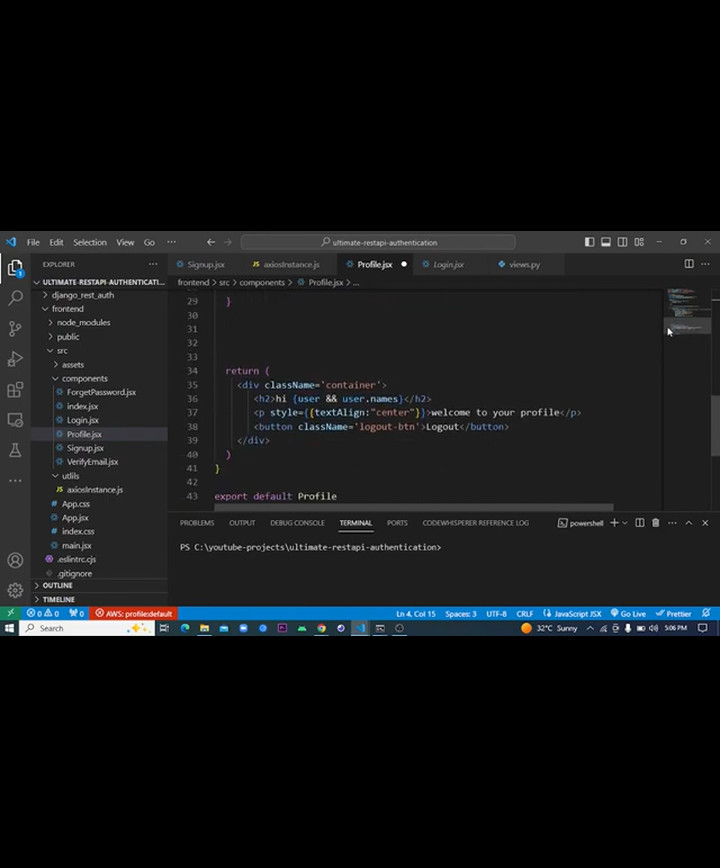 File Edit Selection View Go ··· ultimate-restapi-authentication
EXPLORER ···
Signup.jsx axiosInstance.js Profile.jsx Login.jsx views.py
ULTIMATE-RESTAPI-AUTHENTICATI...
frontend > src > components > Profile.jsx > ...
django_rest_auth
frontend
node_modules
public
src
assets
components
ForgetPassword.jsx
index.jsx
Login.jsx
Profile.jsx
Signup.jsx
VerifyEmail.jsx
utlils
axiosInstance.js
App.css
App.jsx
index.css
main.jsx
.eslintrc.cjs
.gitignore
OUTLINE
TIMELINE
29 }
30
31
32
33
34 return (
35 <div className='container'>
36 <h2>hi {user && user.names}</h2>
37 <p style={{textAlign:"center"}}>welcome to your profile</p>
38 <button className='logout-btn'>Logout</button>
39 </div>
40 )
41 }
42
43 export default Profile
PROBLEMS OUTPUT DEBUG CONSOLE TERMINAL PORTS CODEWHISPERER REFERENCE LOG powershell
PS C:\youtube-projects\ultimate-restapi-authentication>
0 0 0 AWS: profile:default Ln 4, Col 15 Spaces: 3 UTF-8 CRLF JavaScript JSX Go Live Prettier
Search 32°C Sunny 5:06 PM